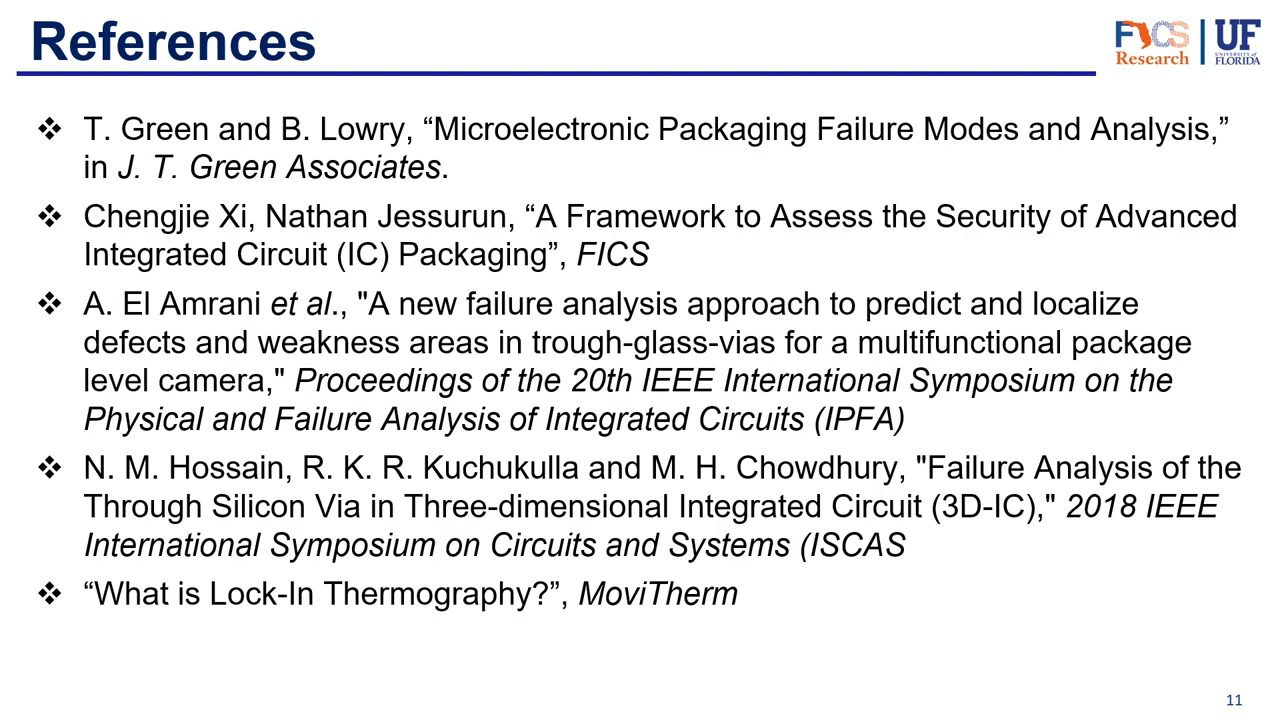 References
FICS
Research
UF
UNIVERSITY of
FLORIDA
❖ T. Green and B. Lowry, “Microelectronic Packaging Failure Modes and Analysis,”
in J. T. Green Associates.
❖ Chengjie Xi, Nathan Jessurun, “A Framework to Assess the Security of Advanced
Integrated Circuit (IC) Packaging”, FICS
❖ A. El Amrani et al., "A new failure analysis approach to predict and localize
defects and weakness areas in trough-glass-vias for a multifunctional package
level camera," Proceedings of the 20th IEEE International Symposium on the
Physical and Failure Analysis of Integrated Circuits (IPFA)
❖ N. M. Hossain, R. K. R. Kuchukulla and M. H. Chowdhury, "Failure Analysis of the
Through Silicon Via in Three-dimensional Integrated Circuit (3D-IC)," 2018 IEEE
International Symposium on Circuits and Systems (ISCAS
❖ “What is Lock-In Thermography?”, MoviTherm
11